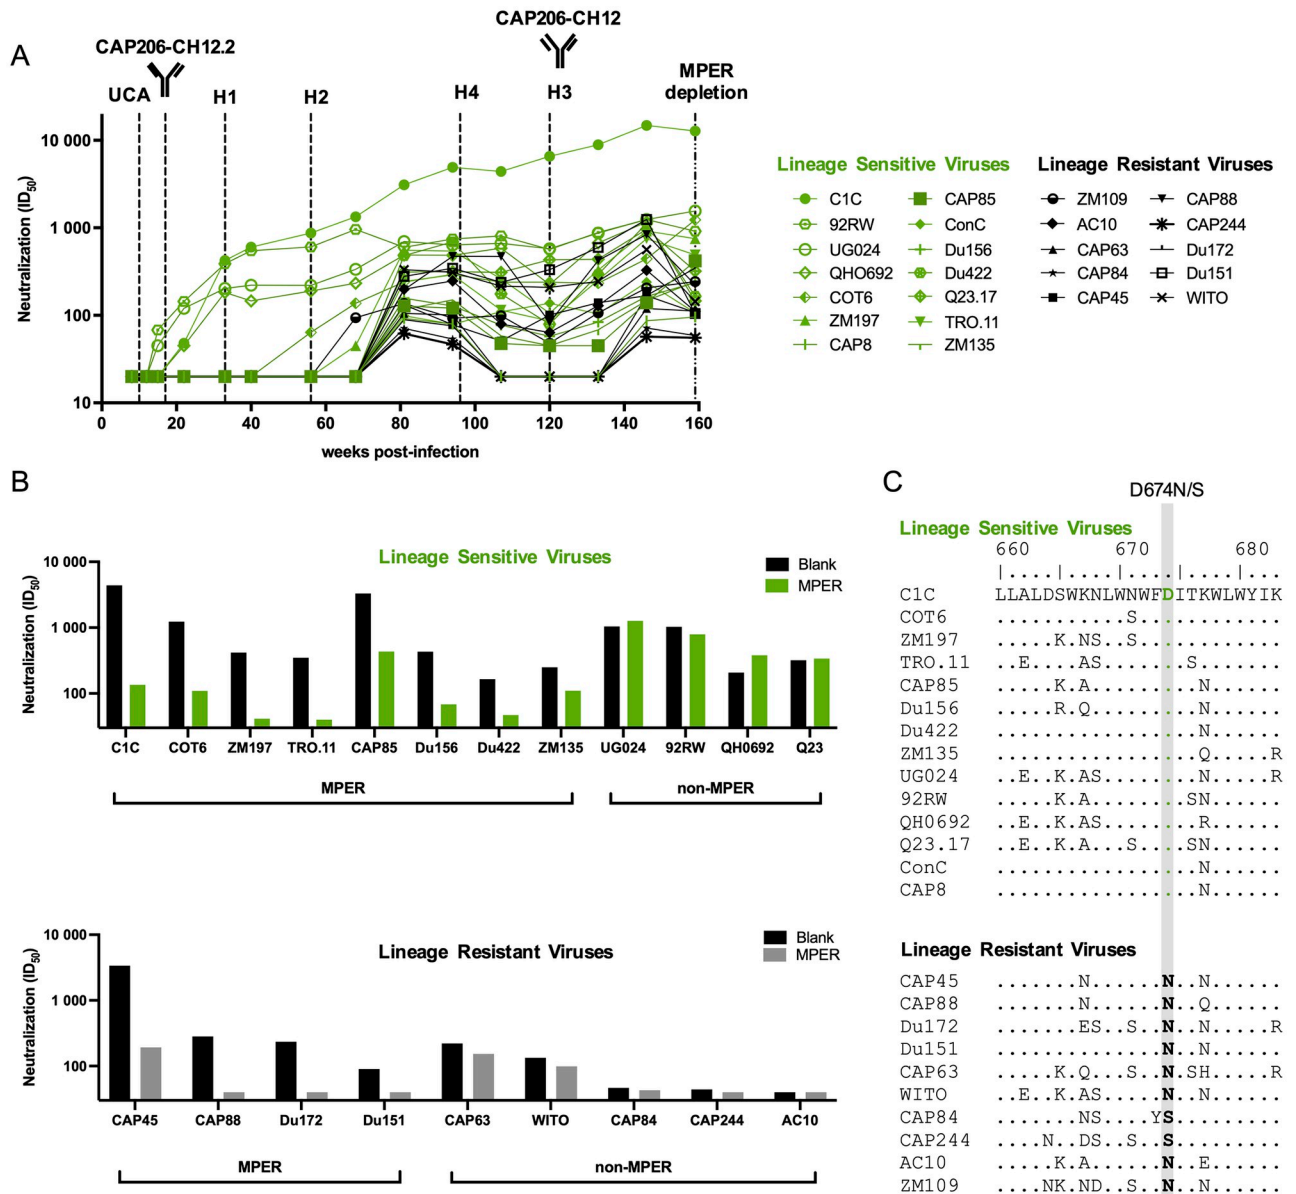 A
CAP206-CH12.2
CAP206-CH12
UCA
H1
H2
H4
H3
MPER
depletion
Neutralization (ID50)
10 000
1 000
100
10
0
20
40
60
80
100
120
140
160
weeks post-infection
Lineage Sensitive Viruses
C1C
92RW
UG024
QHO692
COT6
ZM197
CAP8
CAP85
ConC
Du156
Du422
Q23.17
TRO.11
ZM135
Lineage Resistant Viruses
ZM109
AC10
CAP63
CAP84
CAP45
CAP88
CAP244
Du172
Du151
WITO
B
Lineage Sensitive Viruses
Blank
MPER
Neutralization (ID50)
10 000
1 000
100
C1C COT6 ZM197 TRO.11 CAP85 Du156 Du422 ZM135 UG024 92RW QH0692 Q23
MPER
non-MPER
Lineage Resistant Viruses
Blank
MPER
Neutralization (ID50)
10 000
1 000
100
CAP45 CAP88 Du172 Du151 CAP63 WITO CAP84 CAP244 AC10
MPER
non-MPER
C
D674N/S
Lineage Sensitive Viruses
660 670 680
C1C LLALDSWKNLWNWFDITKWLWYIK
COT6 ...........S............
ZM197 .....K.NS..S............
TRO.11 ..E....AS.......S.......
CAP85 .....K.A.........N......
Du156 .....R.Q.........N......
Du422 .................N......
ZM135 .................Q.....R
UG024 ..E..K.AS........N.....R
92RW .....K.A........SN......
QH0692 ..E..K.AS........R......
Q23.17 ..E..K.A...S....SN......
ConC .................N......
CAP8 .................N......
Lineage Resistant Viruses
CAP45 .......N......N..N......
CAP88 .......N......N..Q......
Du172 .......ES..S..N..N.....R
Du151 ..............N..N......
CAP63 .....K.Q...S..N.SH.....R
WITO ..E..K.AS.....N..N......
CAP84 .......NS....YS.........
CAP244 ....N..DS..S..S.........
AC10 .....K.A......N..E......
ZM109 ....NK.ND..S..N..N......